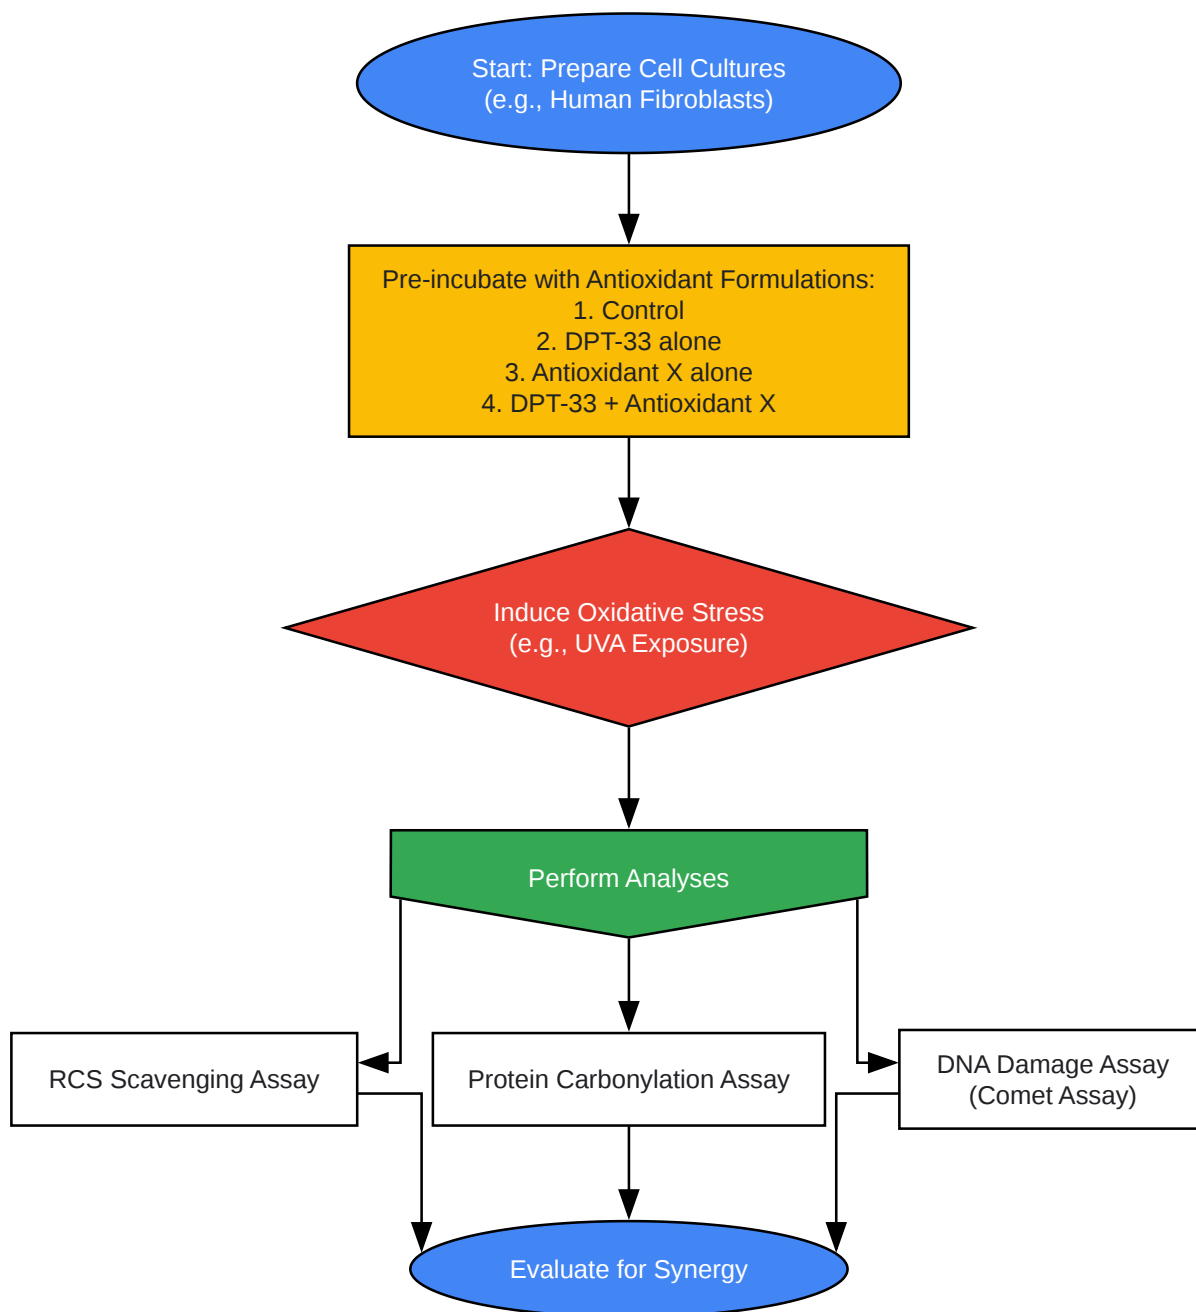 Start: Prepare Cell Cultures
(e.g., Human Fibroblasts)
Pre-incubate with Antioxidant Formulations:
1. Control
2. DPT-33 alone
3. Antioxidant X alone
4. DPT-33 + Antioxidant X
Induce Oxidative Stress
(e.g., UVA Exposure)
Perform Analyses
RCS Scavenging Assay
Protein Carbonylation Assay
DNA Damage Assay
(Comet Assay)
Evaluate for Synergy